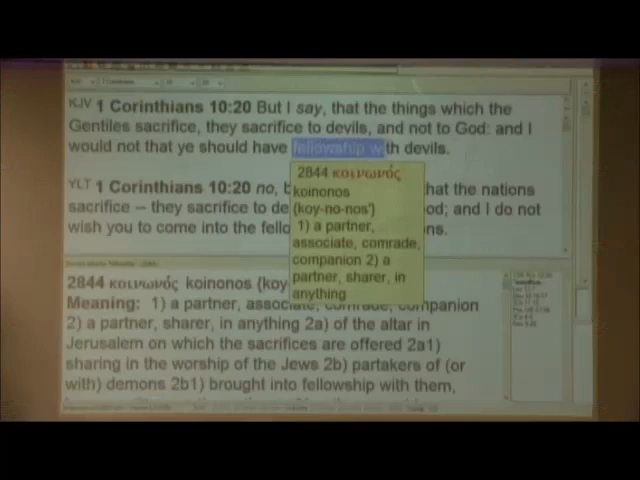 KJV 1 Corinthians 10:20 But I say, that the things which the
Gentiles sacrifice, they sacrifice to devils, and not to God: and I
would not that ye should have fellowship with devils.
2844 κοινωνός
koinonos
{koy-no-nos'}
1) a partner,
associate, comrade,
companion 2) a
partner, sharer, in
anything
YLT 1 Corinthians 10:20 no, b that the nations
sacrifice -- they sacrifice to de od; and I do not
wish you to come into the fello ns.
2844 κοινωνός koinonos {koy
Meaning: 1) a partner, associate, comrade, companion
2) a partner, sharer, in anything 2a) of the altar in
Jerusalem on which the sacrifices are offered 2a1)
sharing in the worship of the Jews 2b) partakers of (or
with) demons 2b1) brought into fellowship with them,